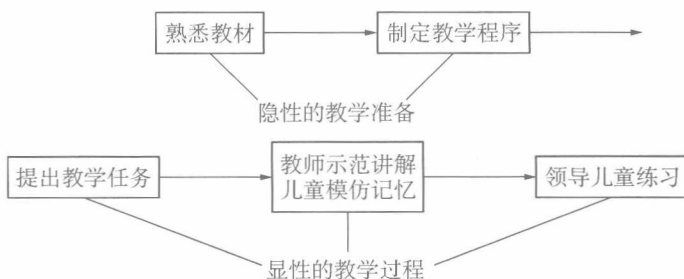 熟悉教材
制定教学程序
隐性的教学准备
提出教学任务
教师示范讲解
儿童模仿记忆
领导儿童练习
显性的教学过程